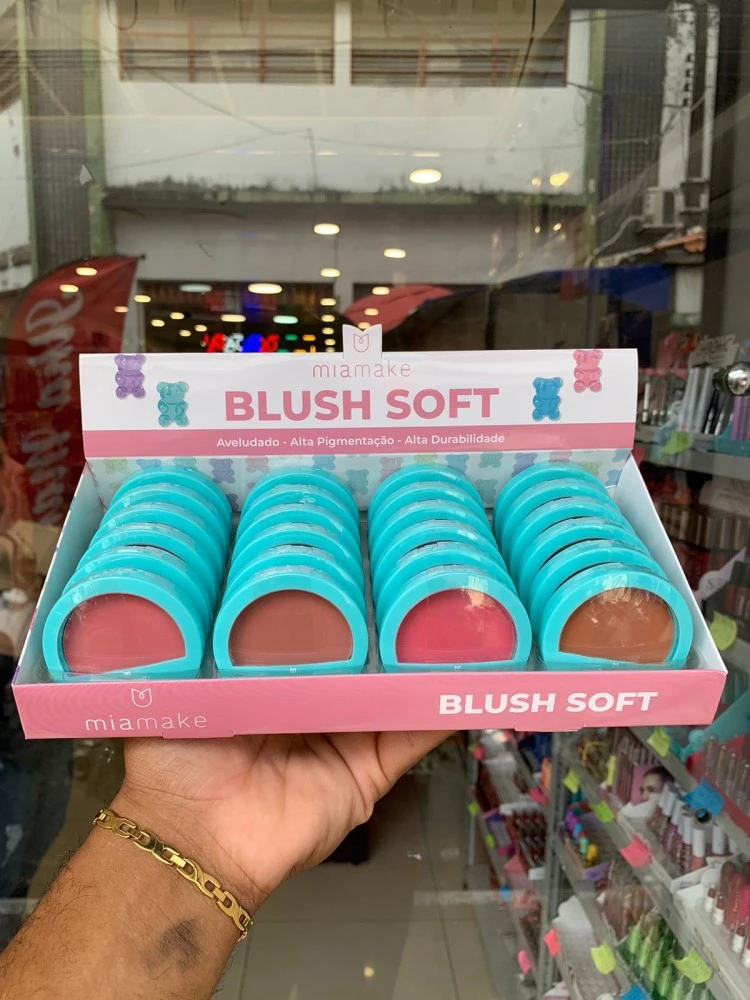 miamake
BLUSH SOFT
Aveludado - Alta Pigmentação - Alta Durabilidade
miamake
BLUSH SOFT